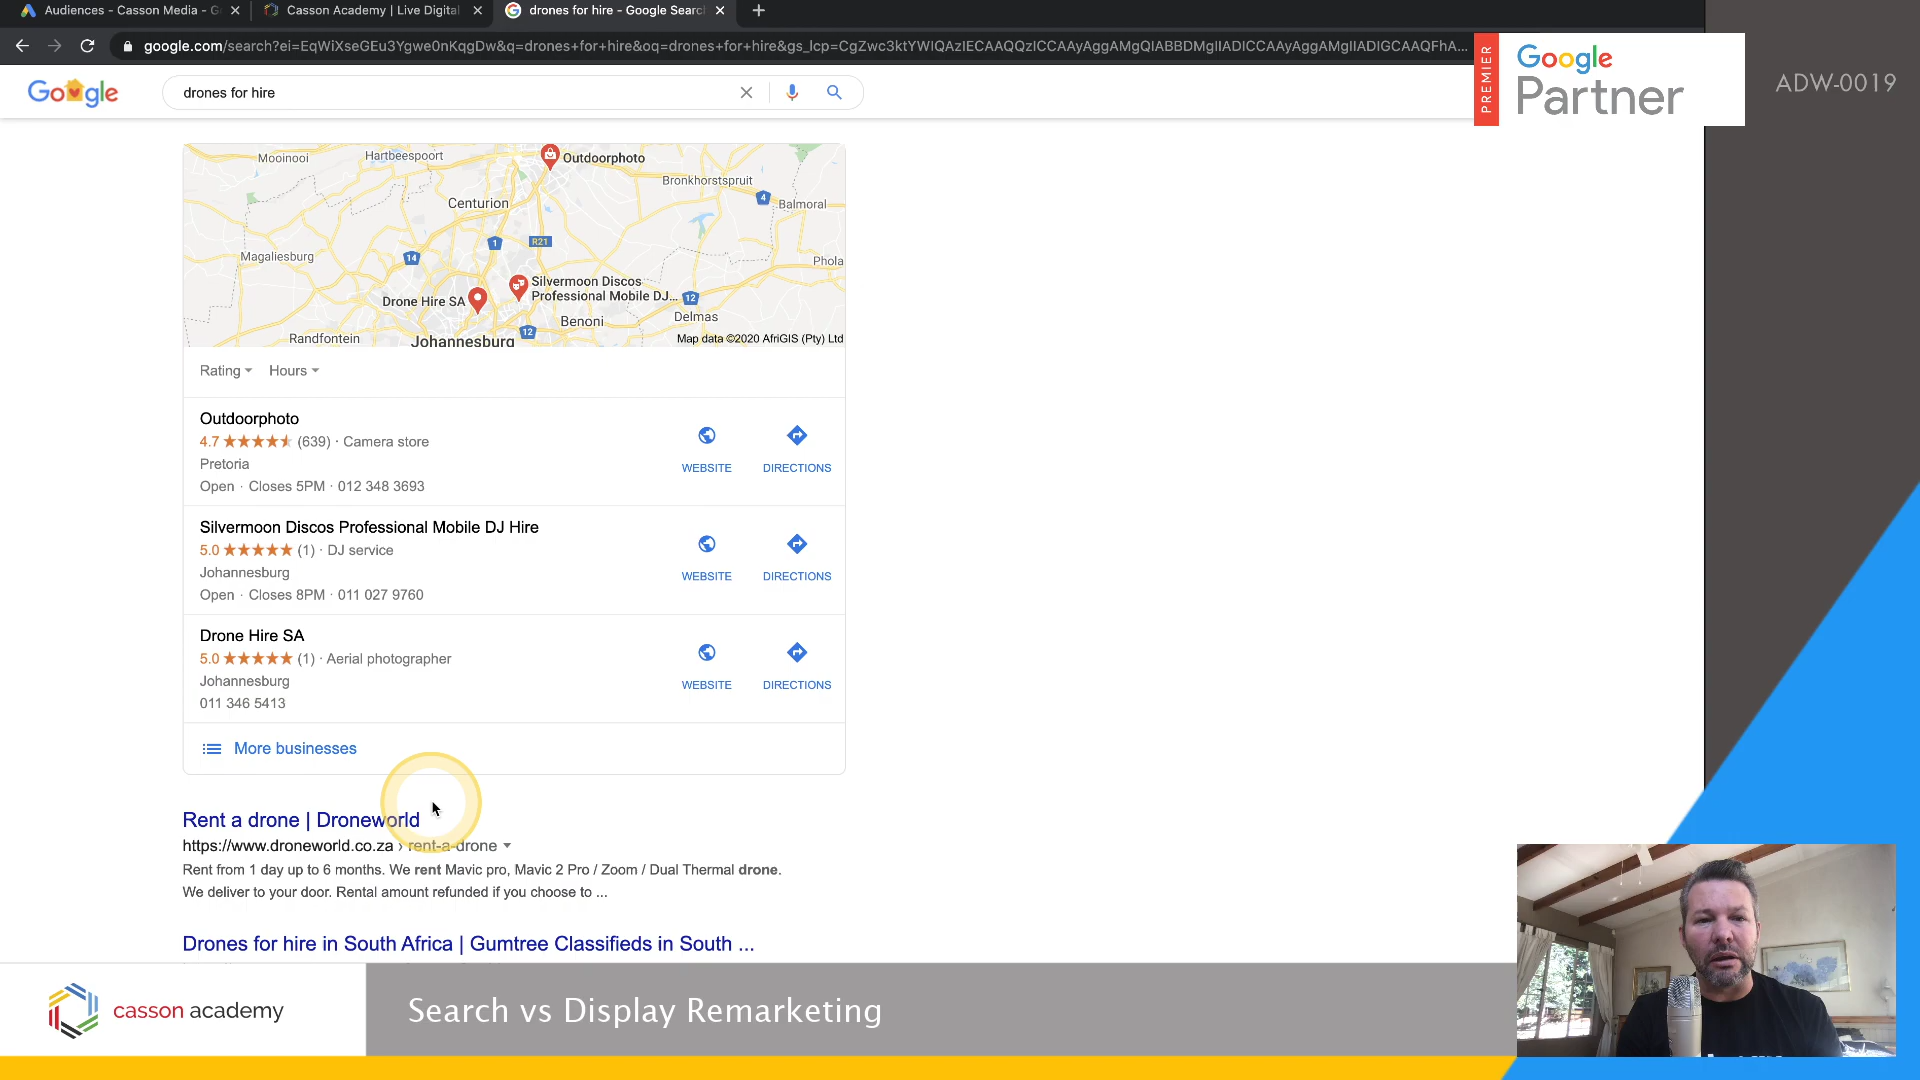 Audiences - Casson Media - G
Casson Academy | Live Digital
drones for hire - Google Search
google.com/search?ei=EqWiXseGEu3Ygwe0nKqgDw&q=drones+for+hire&oq=drones+for+hire&gs_lcp=CgZwc3ktYWIQAzIECAAQQzICCAAyAggAMgQIABBDMgIIADICCAAyAggAMgIIADIGCAAQFhA...
Google
drones for hire
PREMIER
Google
Partner
ADW-0019
Mooinooi
Hartbeespoort
Outdoorphoto
Bronkhorstspruit
Centurion
4
Balmoral
1
R21
Magaliesburg
14
Phola
Silvermoon Discos
Professional Mobile DJ...
Drone Hire SA
12
Benoni
Delmas
12
Randfontein
Johannesburg
Map data ©2020 AfriGIS (Pty) Ltd
Rating
Hours
Outdoorphoto
4.7 (639) · Camera store
Pretoria
Open · Closes 5PM · 012 348 3693
WEBSITE
DIRECTIONS
Silvermoon Discos Professional Mobile DJ Hire
5.0 (1) · DJ service
Johannesburg
Open · Closes 8PM · 011 027 9760
WEBSITE
DIRECTIONS
Drone Hire SA
5.0 (1) · Aerial photographer
Johannesburg
011 346 5413
WEBSITE
DIRECTIONS
More businesses
Rent a drone | Droneworld
https://www.droneworld.co.za › rent-a-drone
Rent from 1 day up to 6 months. We rent Mavic pro, Mavic 2 Pro / Zoom / Dual Thermal drone.
We deliver to your door. Rental amount refunded if you choose to ...
Drones for hire in South Africa | Gumtree Classifieds in South ...
casson academy
Search vs Display Remarketing